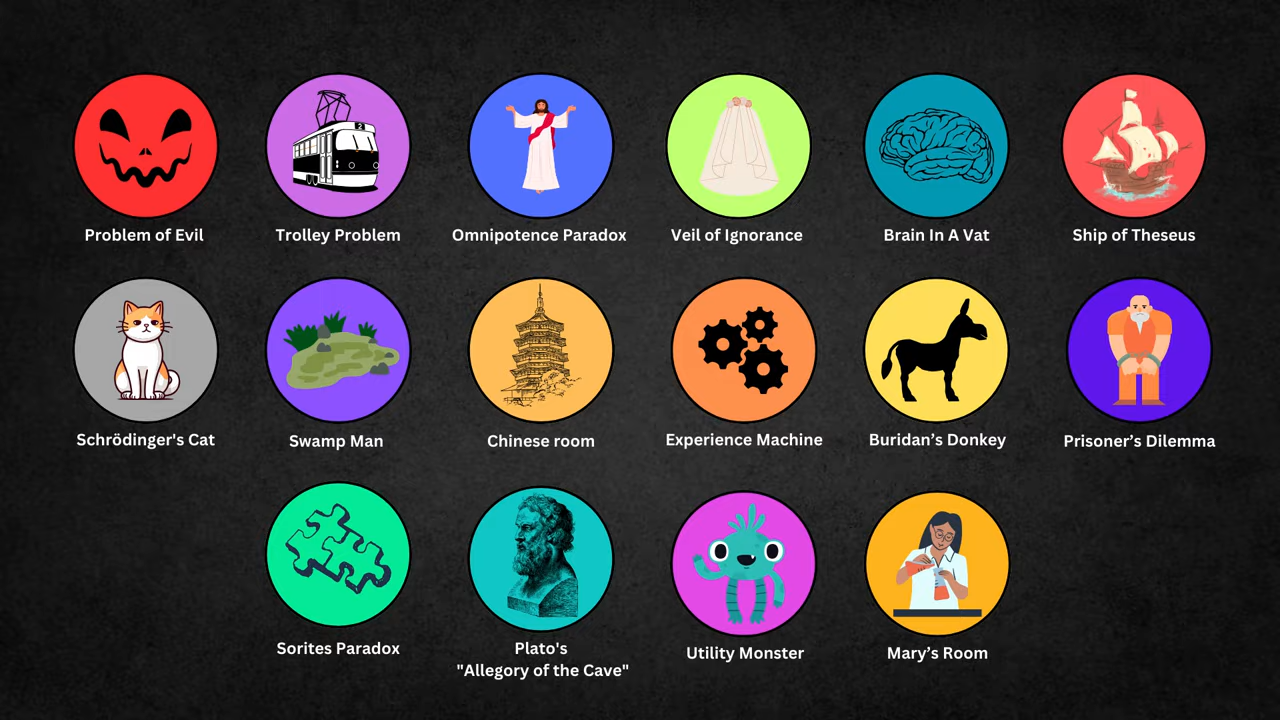 Problem of Evil
Trolley Problem
Omnipotence Paradox
Veil of Ignorance
Brain In A Vat
Ship of Theseus
2
Schrödinger's Cat
Swamp Man
Chinese room
Experience Machine
Buridan’s Donkey
Prisoner’s Dilemma
Sorites Paradox
Plato's
"Allegory of the Cave"
Utility Monster
Mary’s Room